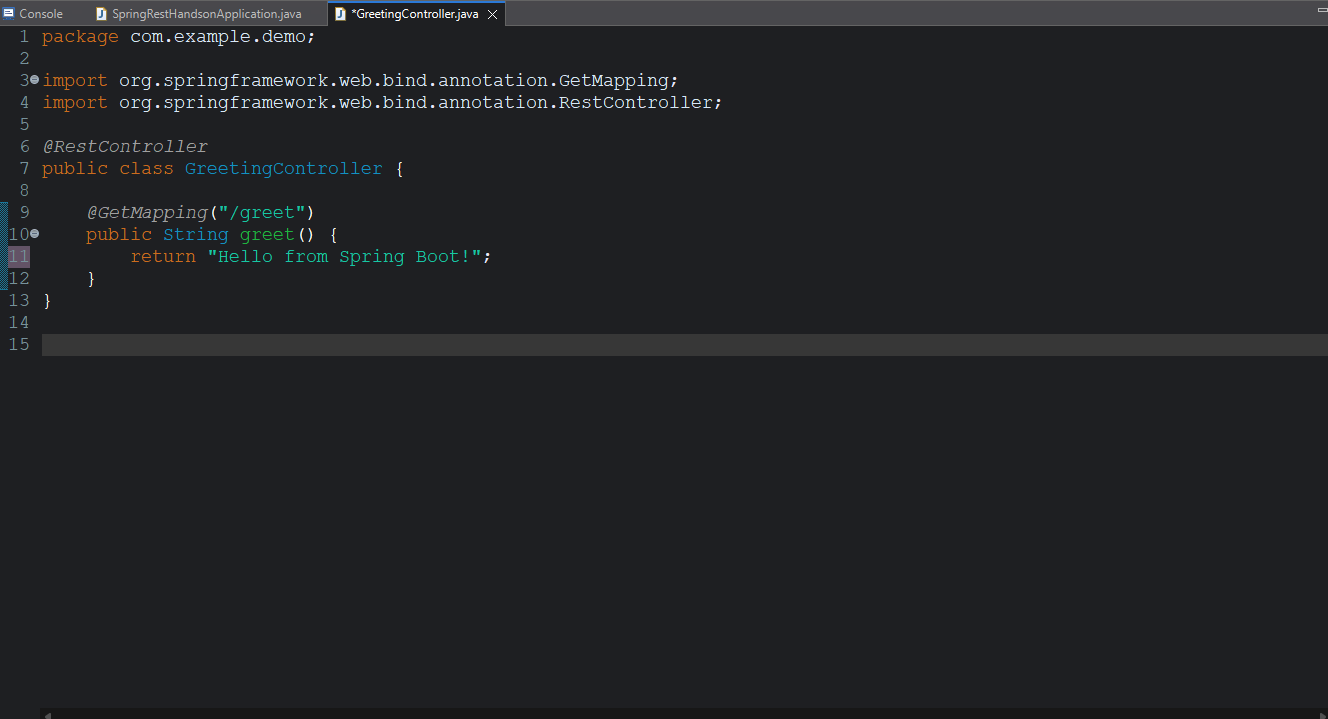 Console SpringRestHandsonApplication.java *GreetingController.java
1 package com.example.demo;
2
3 import org.springframework.web.bind.annotation.GetMapping;
4 import org.springframework.web.bind.annotation.RestController;
5
6 @RestController
7 public class GreetingController {
8
9     @GetMapping("/greet")
10     public String greet() {
11         return "Hello from Spring Boot!";
12     }
13 }
14
15